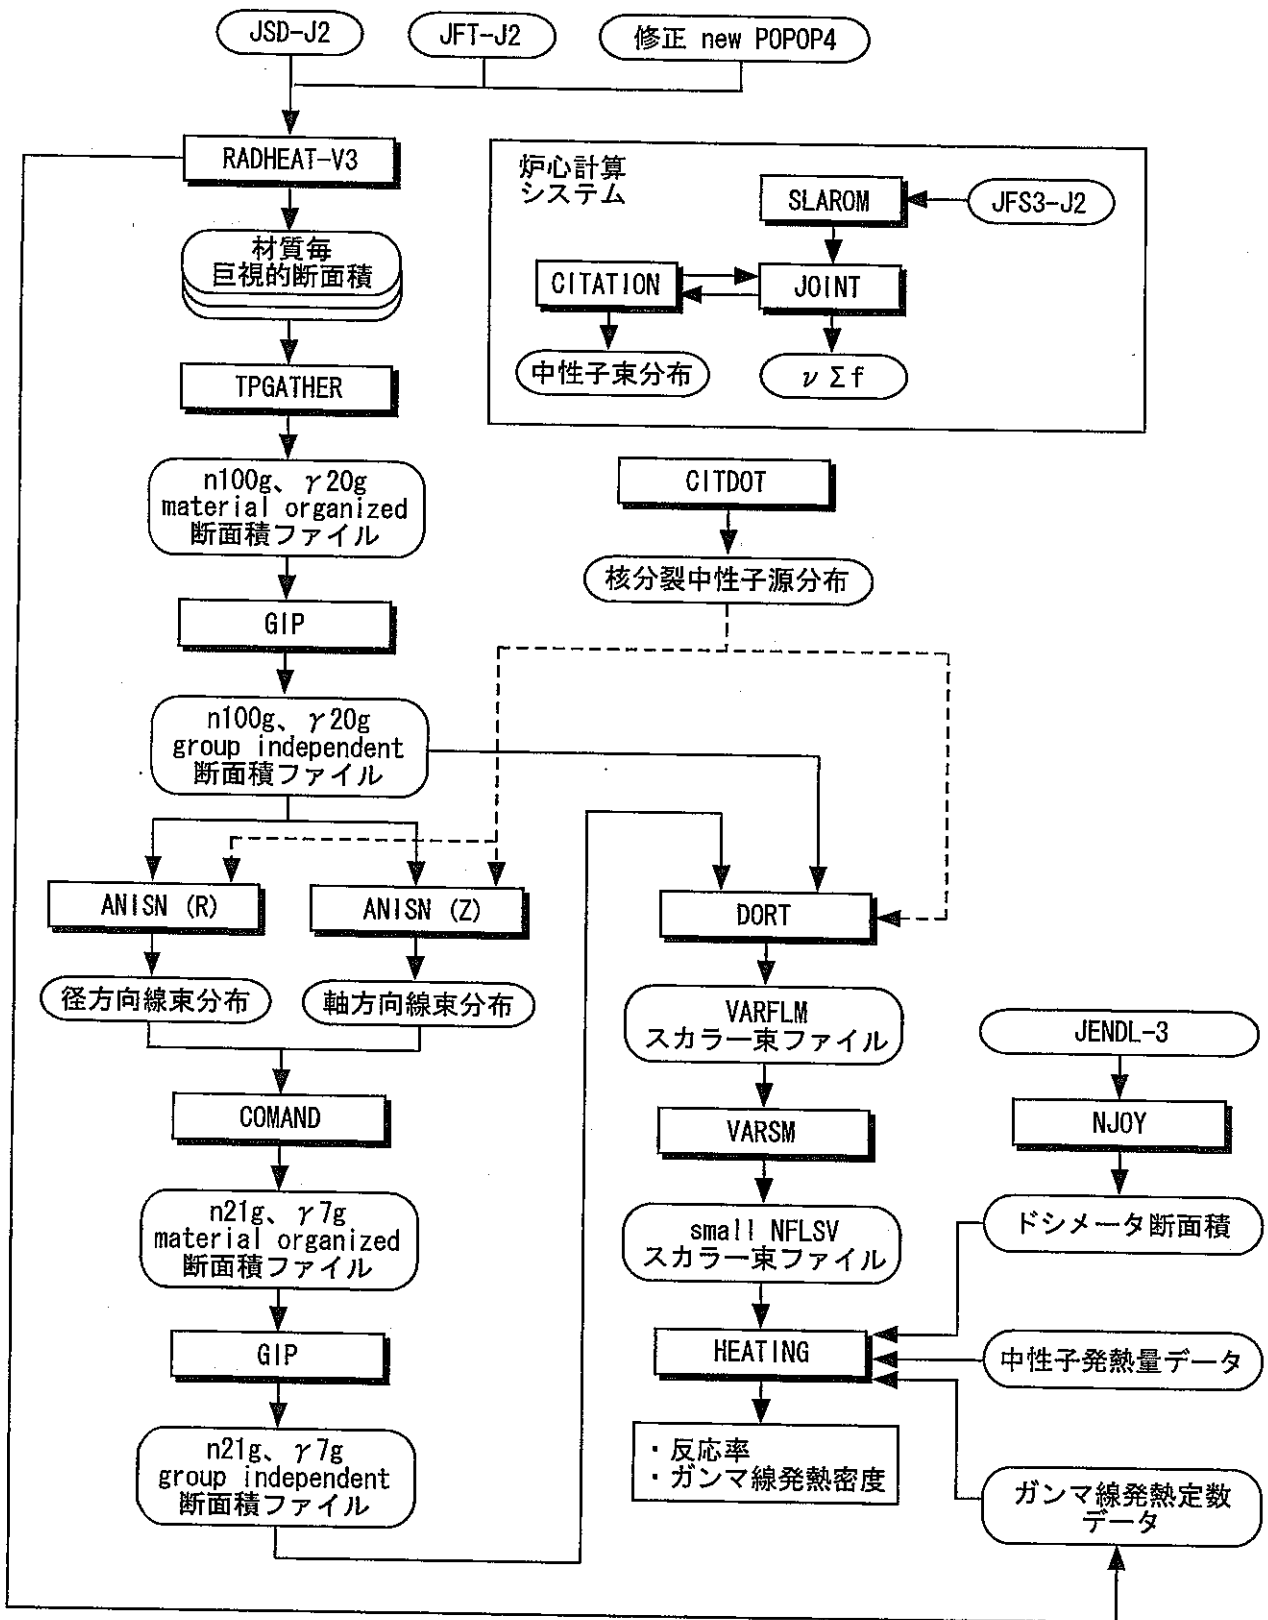 JSD-J2
JFT-J2
修正 new POPOP4
RADHEAT-V3
材質毎
巨視的断面積
TPGATHER
n100g、γ20g
material organized
断面積ファイル
GIP
n100g、γ20g
group independent
断面積ファイル
ANISN (R)
ANISN (Z)
径方向線束分布
軸方向線束分布
COMAND
n21g、γ7g
material organized
断面積ファイル
GIP
n21g、γ7g
group independent
断面積ファイル
炉心計算
システム
SLAROM
JFS3-J2
CITATION
JOINT
中性子束分布
ν Σf
CITDOT
核分裂中性子源分布
DORT
VARFLM
スカラー束ファイル
VARSM
small NFLSV
スカラー束ファイル
HEATING
・反応率
・ガンマ線発熱密度
JENDL-3
NJOY
ドシメータ断面積
中性子発熱量データ
ガンマ線発熱定数
データ